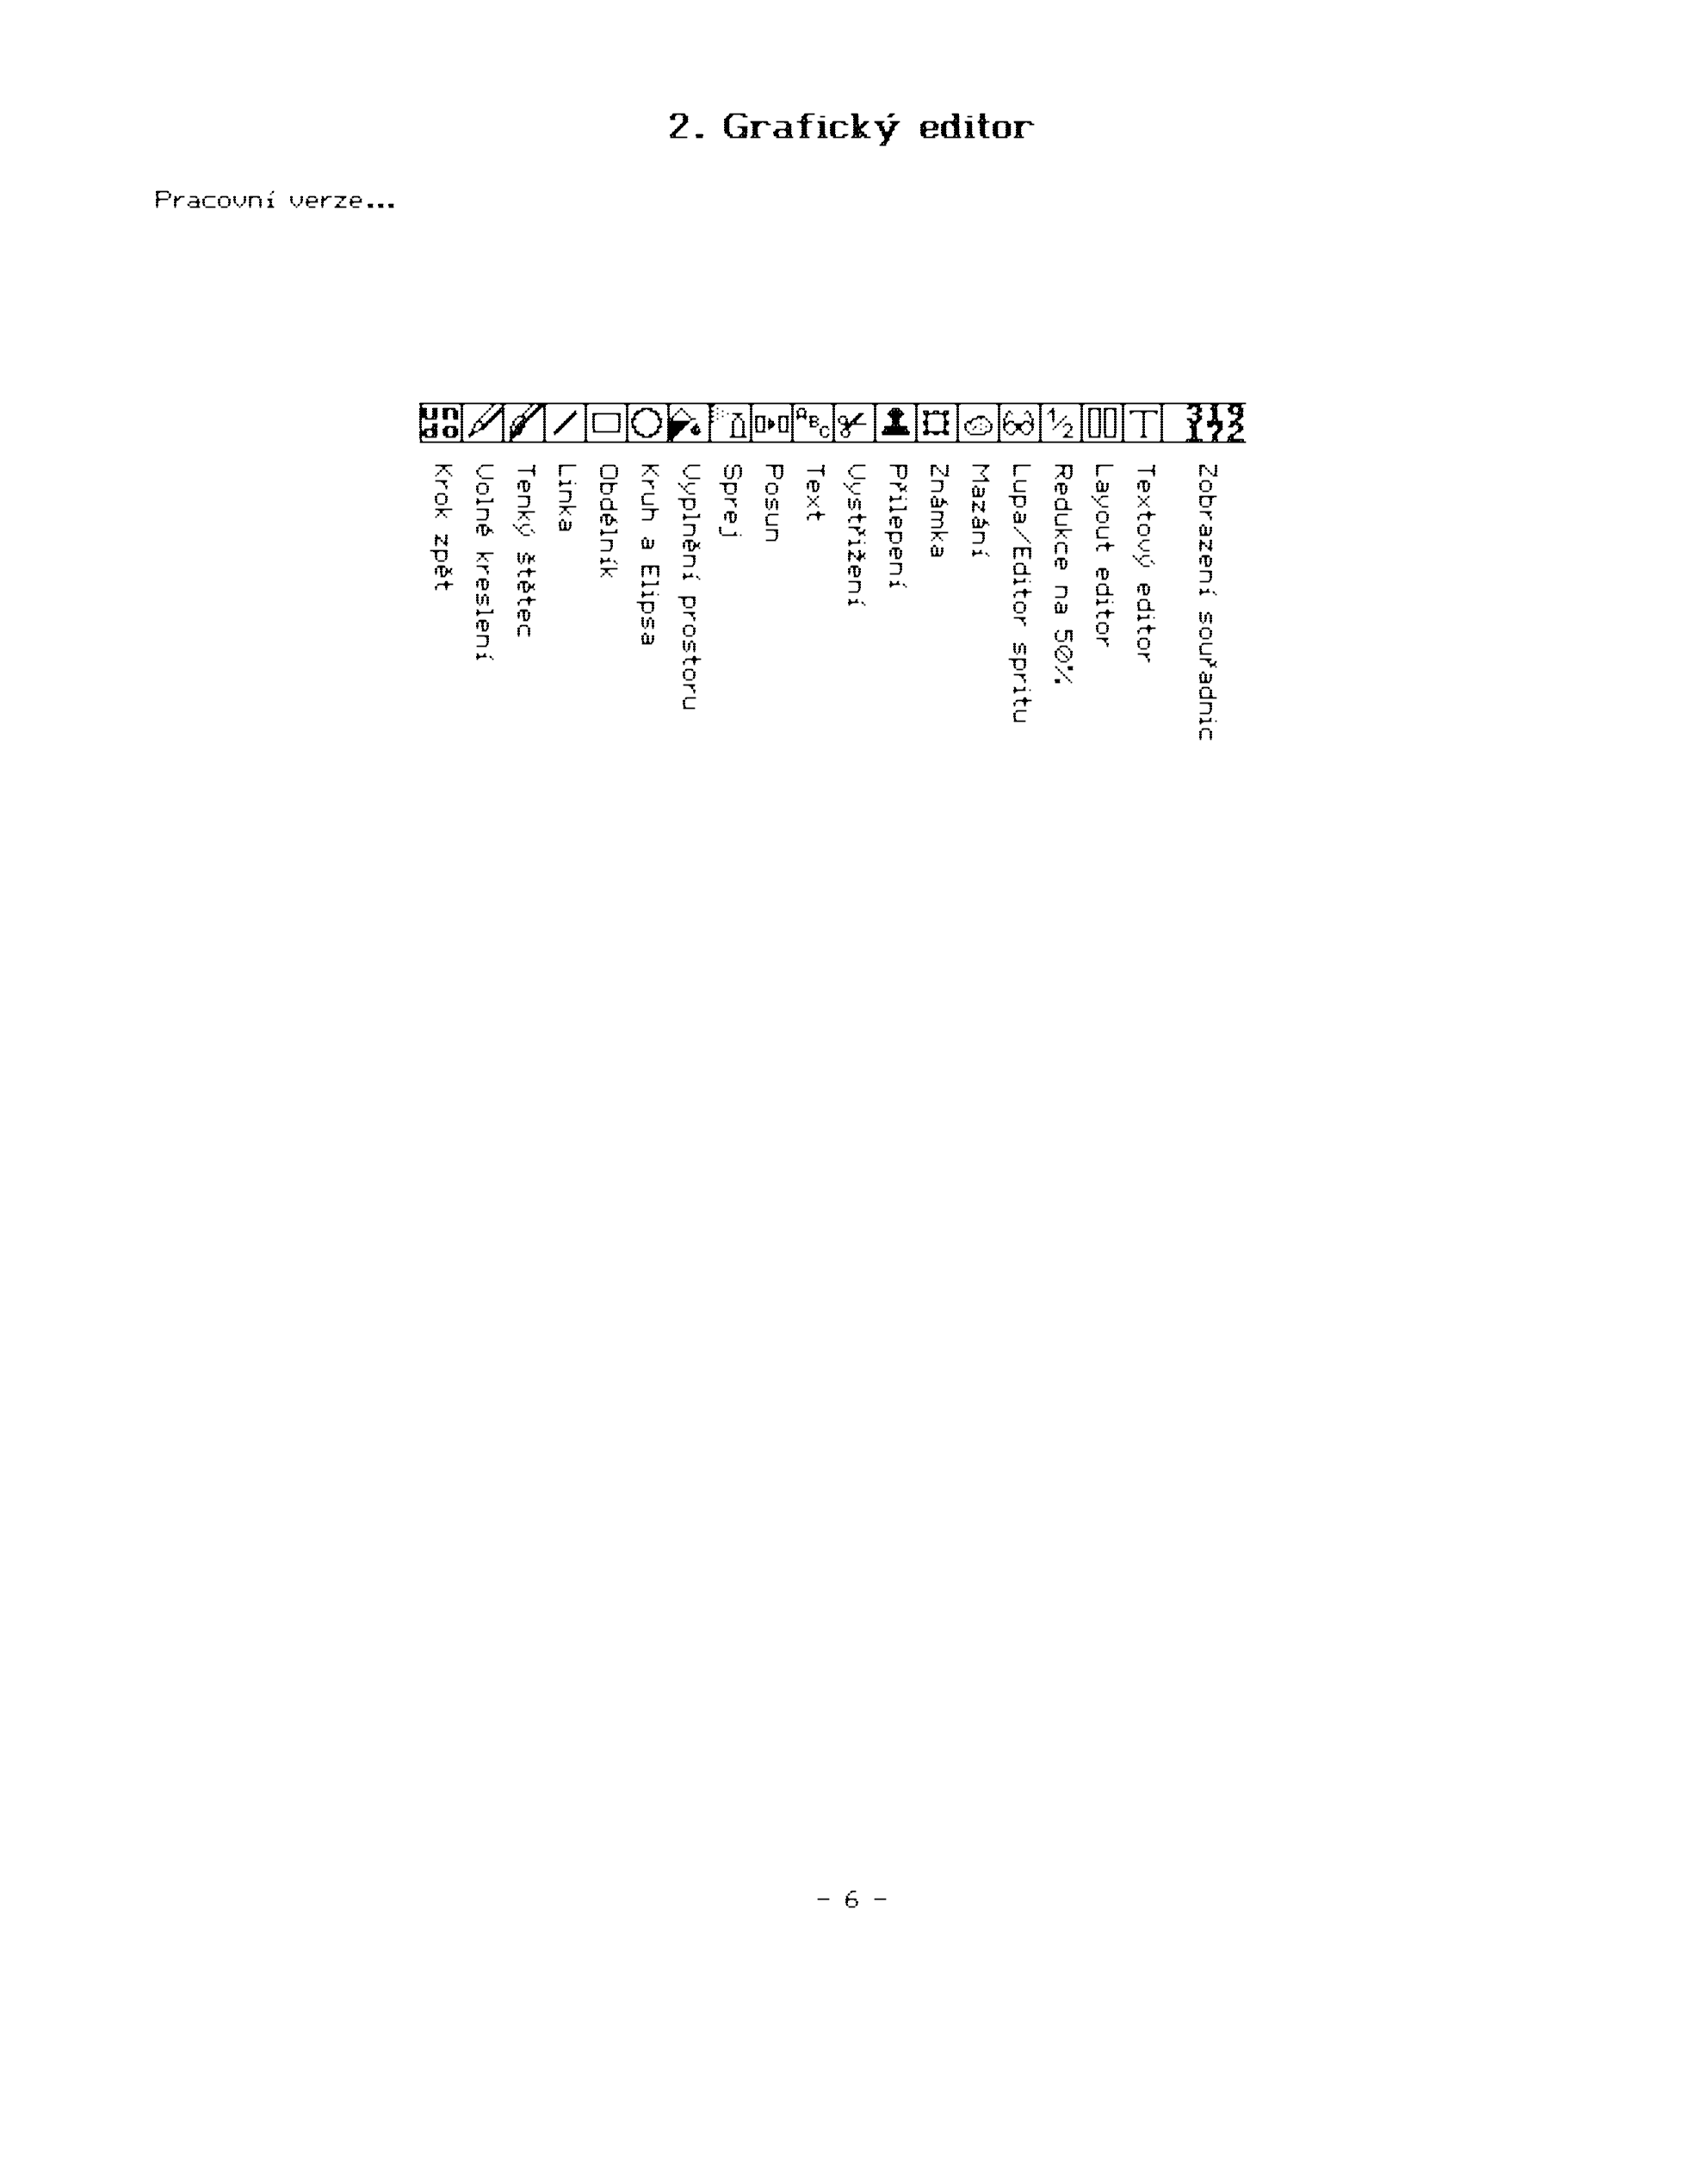 2. Grafický editor
Pracovní verze...
un
do
ABC
1/2
T
319
172
Krok zpět
Volné kreslení
Tenký štětec
Linka
Obdélník
Kruh a Elipsa
Vyplnění prostoru
Sprej
Posun
Text
Vystřižení
Přilepení
Známka
Mazání
Lupa/Editor spritu
Redukce na 50%
Layout editor
Textový editor
Zobrazení souřadnic
- 6 -